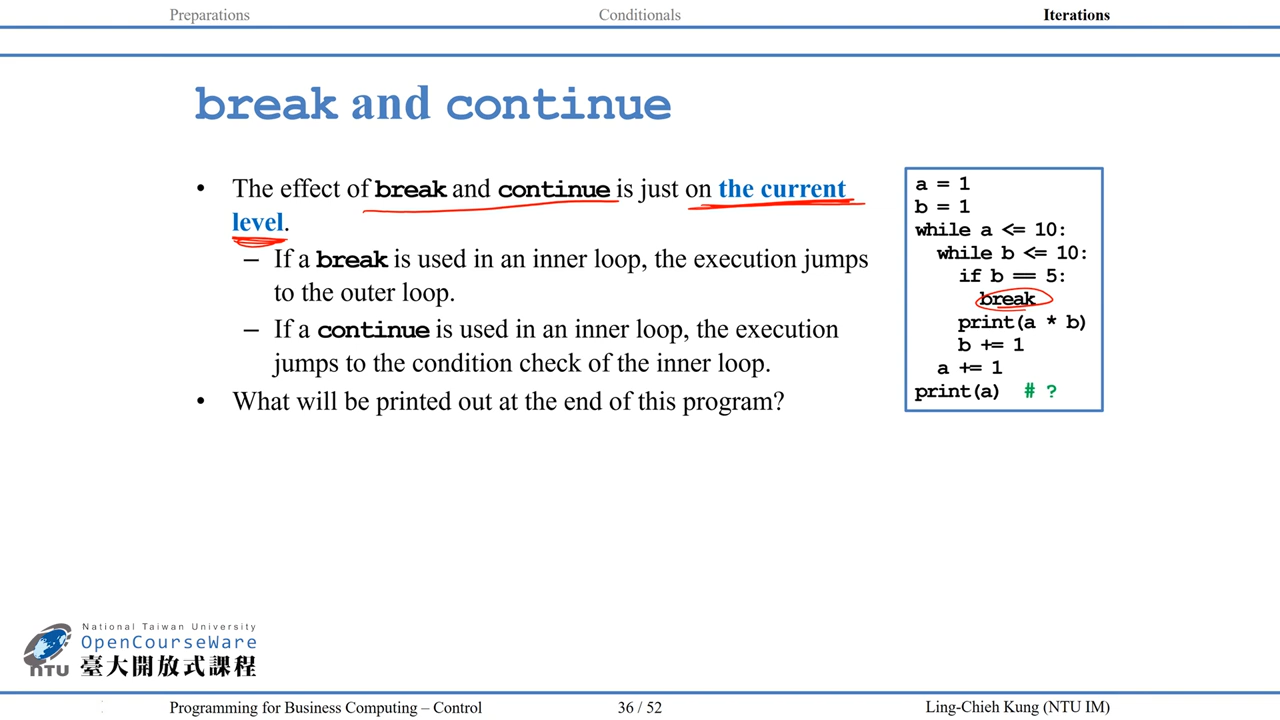 Preparations Conditionals Iterations
break and continue
• The effect of break and continue is just on the current
level.
– If a break is used in an inner loop, the execution jumps
to the outer loop.
– If a continue is used in an inner loop, the execution
jumps to the condition check of the inner loop.
• What will be printed out at the end of this program?
a = 1
b = 1
while a <= 10:
  while b <= 10:
    if b == 5:
      break
    print(a * b)
    b += 1
  a += 1
print(a)  # ?
National Taiwan University
OpenCourseWare
臺大開放式課程
NTU
Programming for Business Computing – Control 36 / 52 Ling-Chieh Kung (NTU IM)